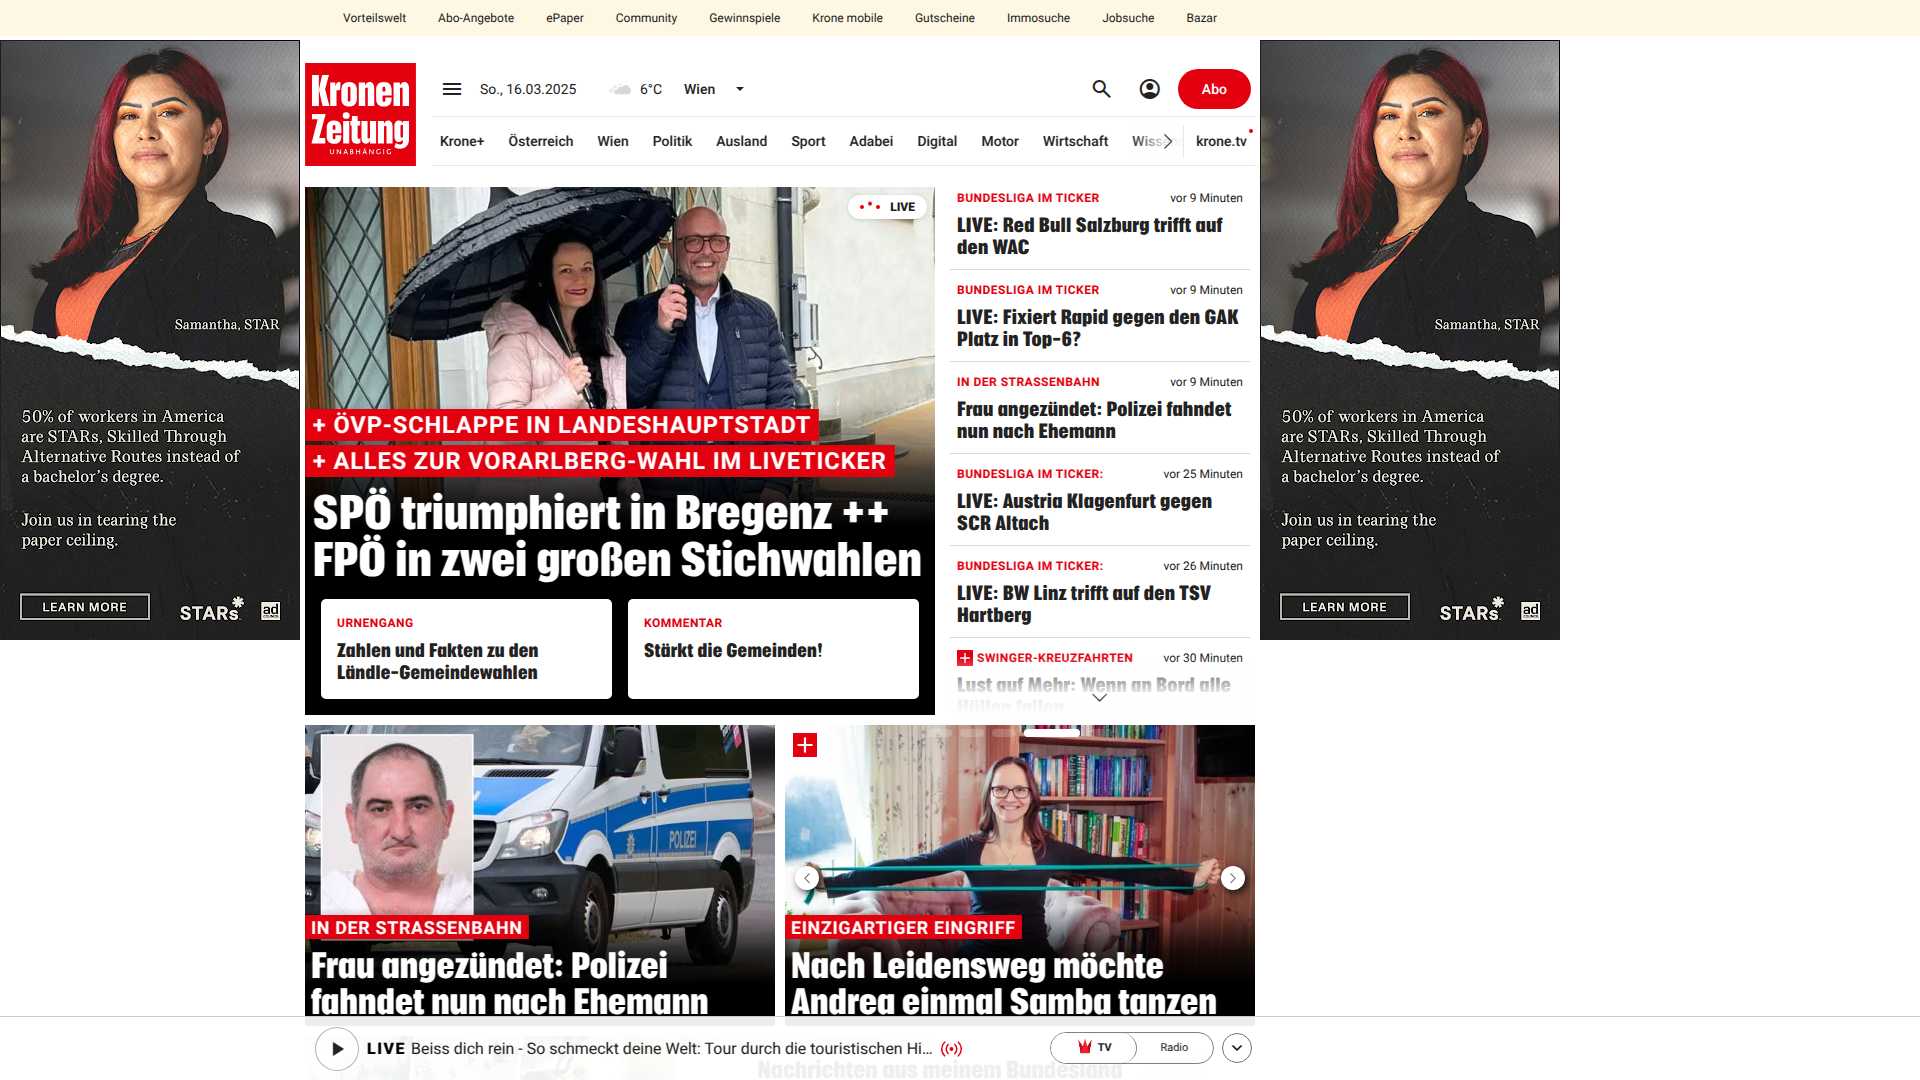 Vorteilswelt Abo-Angebote ePaper Community Gewinnspiele Krone mobile Gutscheine Immosuche Jobsuche Bazar
Kronen
Zeitung
UNABHÄNGIG
So., 16.03.2025 6°C Wien
Abo
Krone+ Österreich Wien Politik Ausland Sport Adabei Digital Motor Wirtschaft krone.tv
Samantha, STAR
50% of workers in America
are STARs, Skilled Through
Alternative Routes instead of
a bachelor's degree.
Join us in tearing the
paper ceiling.
LEARN MORE
STARs
ad
COUNCIL
LIVE
+ ÖVP-SCHLAPPE IN LANDESHAUPTSTADT
+ ALLES ZUR VORARLBERG-WAHL IM LIVETICKER
SPÖ triumphiert in Bregenz ++
FPÖ in zwei großen Stichwahlen
URNENGANG
Zahlen und Fakten zu den
Ländle-Gemeindewahlen
KOMMENTAR
Stärkt die Gemeinden!
BUNDESLIGA IM TICKER vor 9 Minuten
LIVE: Red Bull Salzburg trifft auf
den WAC
BUNDESLIGA IM TICKER vor 9 Minuten
LIVE: Fixiert Rapid gegen den GAK
Platz in Top-6?
IN DER STRASSENBAHN vor 9 Minuten
Frau angezündet: Polizei fahndet
nun nach Ehemann
BUNDESLIGA IM TICKER: vor 25 Minuten
LIVE: Austria Klagenfurt gegen
SCR Altach
BUNDESLIGA IM TICKER: vor 26 Minuten
LIVE: BW Linz trifft auf den TSV
Hartberg
SWINGER-KREUZFAHRTEN vor 30 Minuten
Lust auf Mehr: Wenn an Bord alle
Hüllen fallen
Samantha, STAR
50% of workers in America
are STARs, Skilled Through
Alternative Routes instead of
a bachelor's degree.
Join us in tearing the
paper ceiling.
LEARN MORE
STARs
ad
COUNCIL
POLIZEI
IN DER STRASSENBAHN
Frau angezündet: Polizei
fahndet nun nach Ehemann
EINZIGARTIGER EINGRIFF
Nach Leidensweg möchte
Andrea einmal Samba tanzen
LIVE Beiss dich rein - So schmeckt deine Welt: Tour durch die touristischen Hi...
TV Radio
Nachrichten aus meinem Bundesland